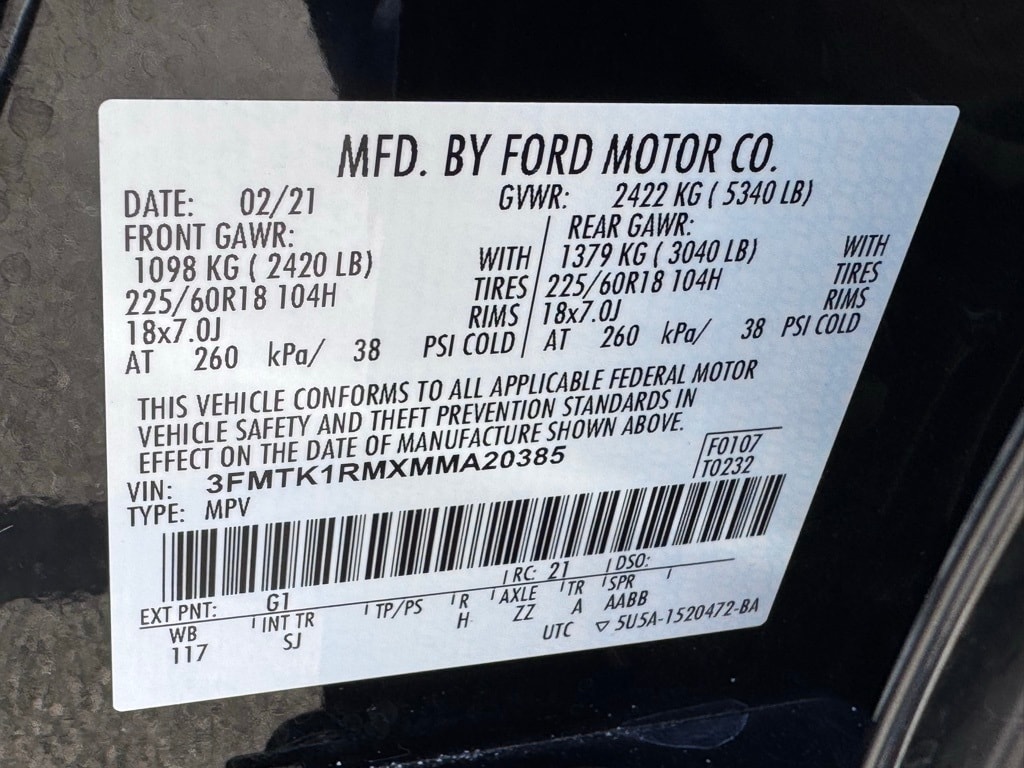 MFD. BY FORD MOTOR CO.
DATE: 02/21 GVWR: 2422 KG ( 5340 LB)
FRONT GAWR: REAR GAWR:
1098 KG ( 2420 LB) WITH 1379 KG ( 3040 LB) WITH
225/60R18 104H TIRES 225/60R18 104H TIRES
18x7.0J RIMS 18x7.0J RIMS
AT 260 kPa/ 38 PSI COLD AT 260 kPa/ 38 PSI COLD
THIS VEHICLE CONFORMS TO ALL APPLICABLE FEDERAL MOTOR
VEHICLE SAFETY AND THEFT PREVENTION STANDARDS IN
EFFECT ON THE DATE OF MANUFACTURE SHOWN ABOVE.
VIN: 3FMTK1RMXMMA20385 F0107
TYPE: MPV T0232
EXT PNT: G1 RC: 21 DSO:
WB INT TR TP/PS R AXLE TR SPR
117 SJ H ZZ A AABB
UTC ▽ 5U5A-1520472-BA